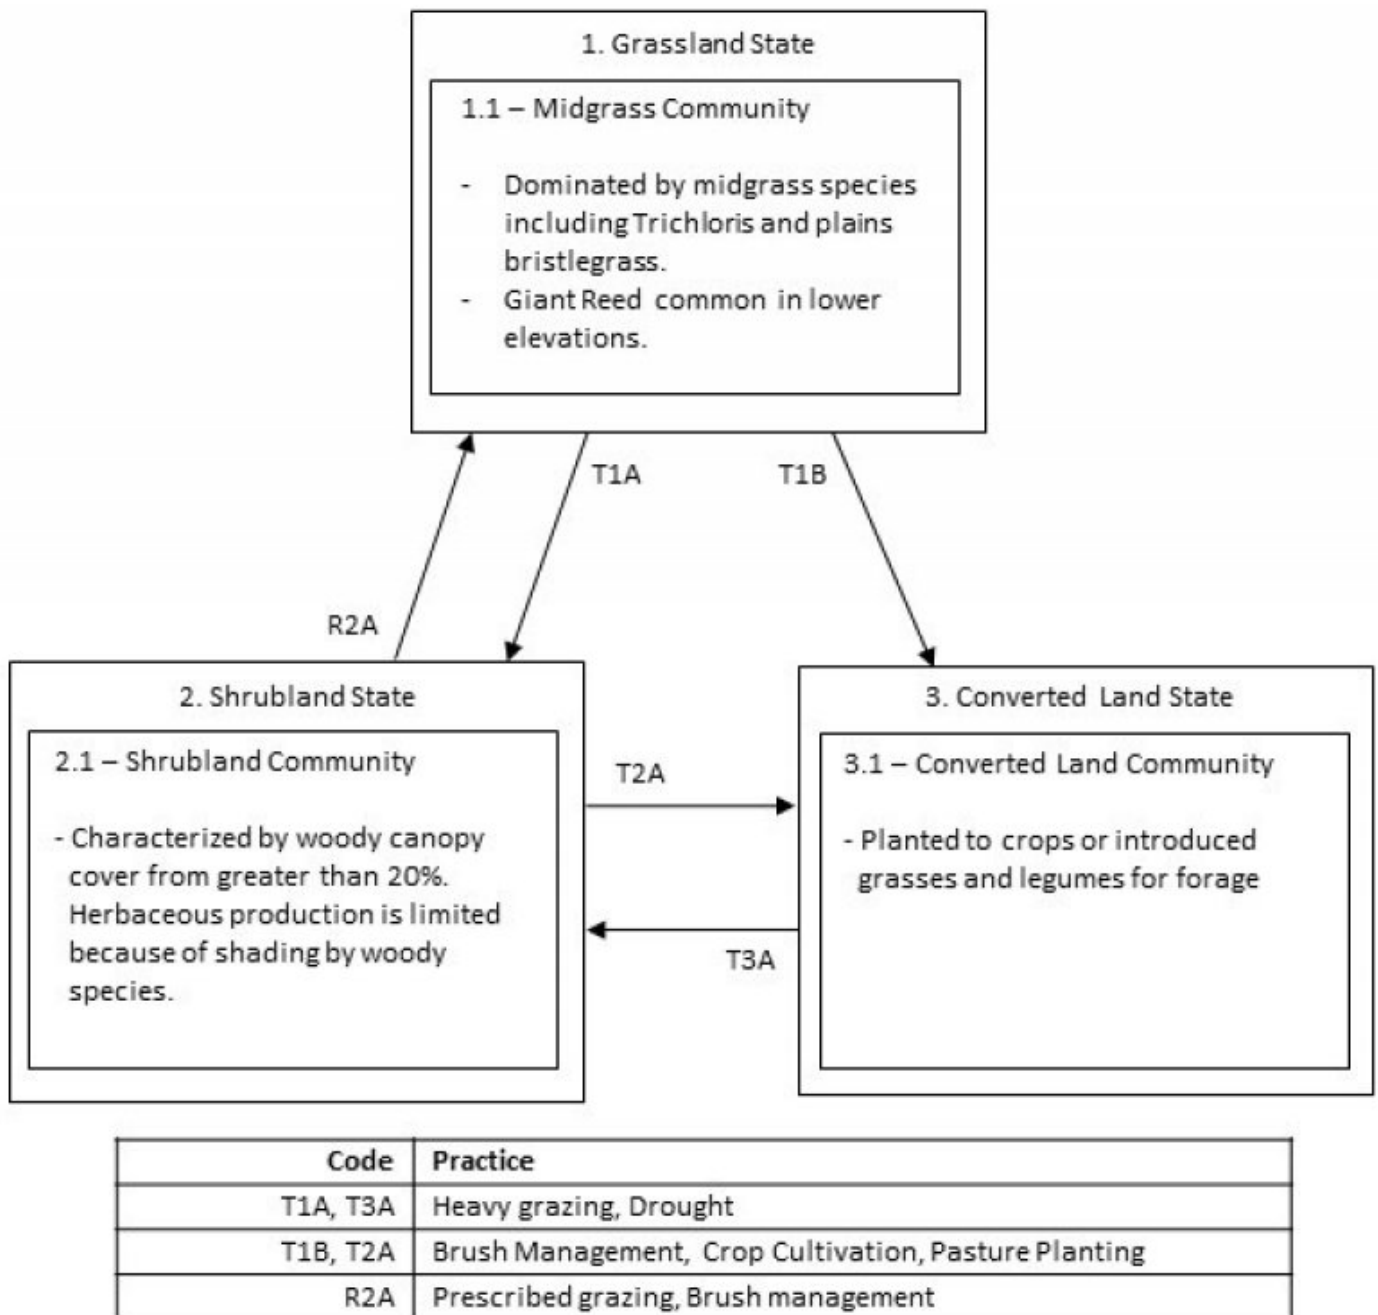 1. Grassland State
1.1 – Midgrass Community
- Dominated by midgrass species
including Trichloris and plains
bristlegrass.
- Giant Reed common in lower
elevations.
T1A
T1B
R2A
2. Shrubland State
2.1 – Shrubland Community
- Characterized by woody canopy
cover from greater than 20%.
Herbaceous production is limited
because of shading by woody
species.
T2A
T3A
3. Converted Land State
3.1 – Converted Land Community
- Planted to crops or introduced
grasses and legumes for forage
Code Practice
T1A, T3A Heavy grazing, Drought
T1B, T2A Brush Management, Crop Cultivation, Pasture Planting
R2A Prescribed grazing, Brush management